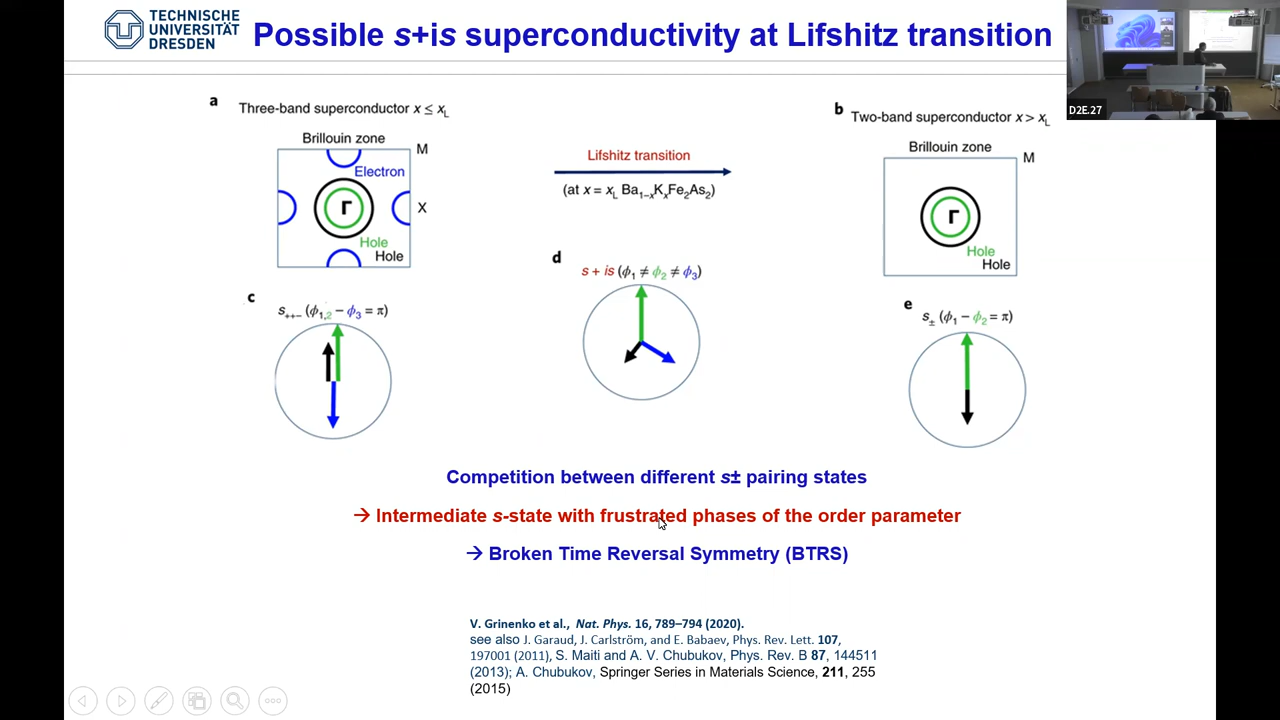 TECHNISCHE
UNIVERSITÄT
DRESDEN
Possible s+is superconductivity at Lifshitz transition
D2E.27
a
Three-band superconductor x ≤ x_L
Brillouin zone
M
Electron
Γ
X
Hole
Hole
Lifshitz transition
(at x = x_L Ba₁₋ₓKₓFe₂As₂)
b
Two-band superconductor x > x_L
Brillouin zone
M
Γ
Hole
Hole
c
s₊₊₋ (ϕ₁,₂ − ϕ₃ = π)
d
s + is (ϕ₁ ≠ ϕ₂ ≠ ϕ₃)
e
s± (ϕ₁ − ϕ₂ = π)
Competition between different s± pairing states
→ Intermediate s-state with frustrated phases of the order parameter
→ Broken Time Reversal Symmetry (BTRS)
V. Grinenko et al., Nat. Phys. 16, 789–794 (2020).
see also J. Garaud, J. Carlström, and E. Babaev, Phys. Rev. Lett. 107,
197001 (2011), S. Maiti and A. V. Chubukov, Phys. Rev. B 87, 144511
(2013); A. Chubukov, Springer Series in Materials Science, 211, 255
(2015)